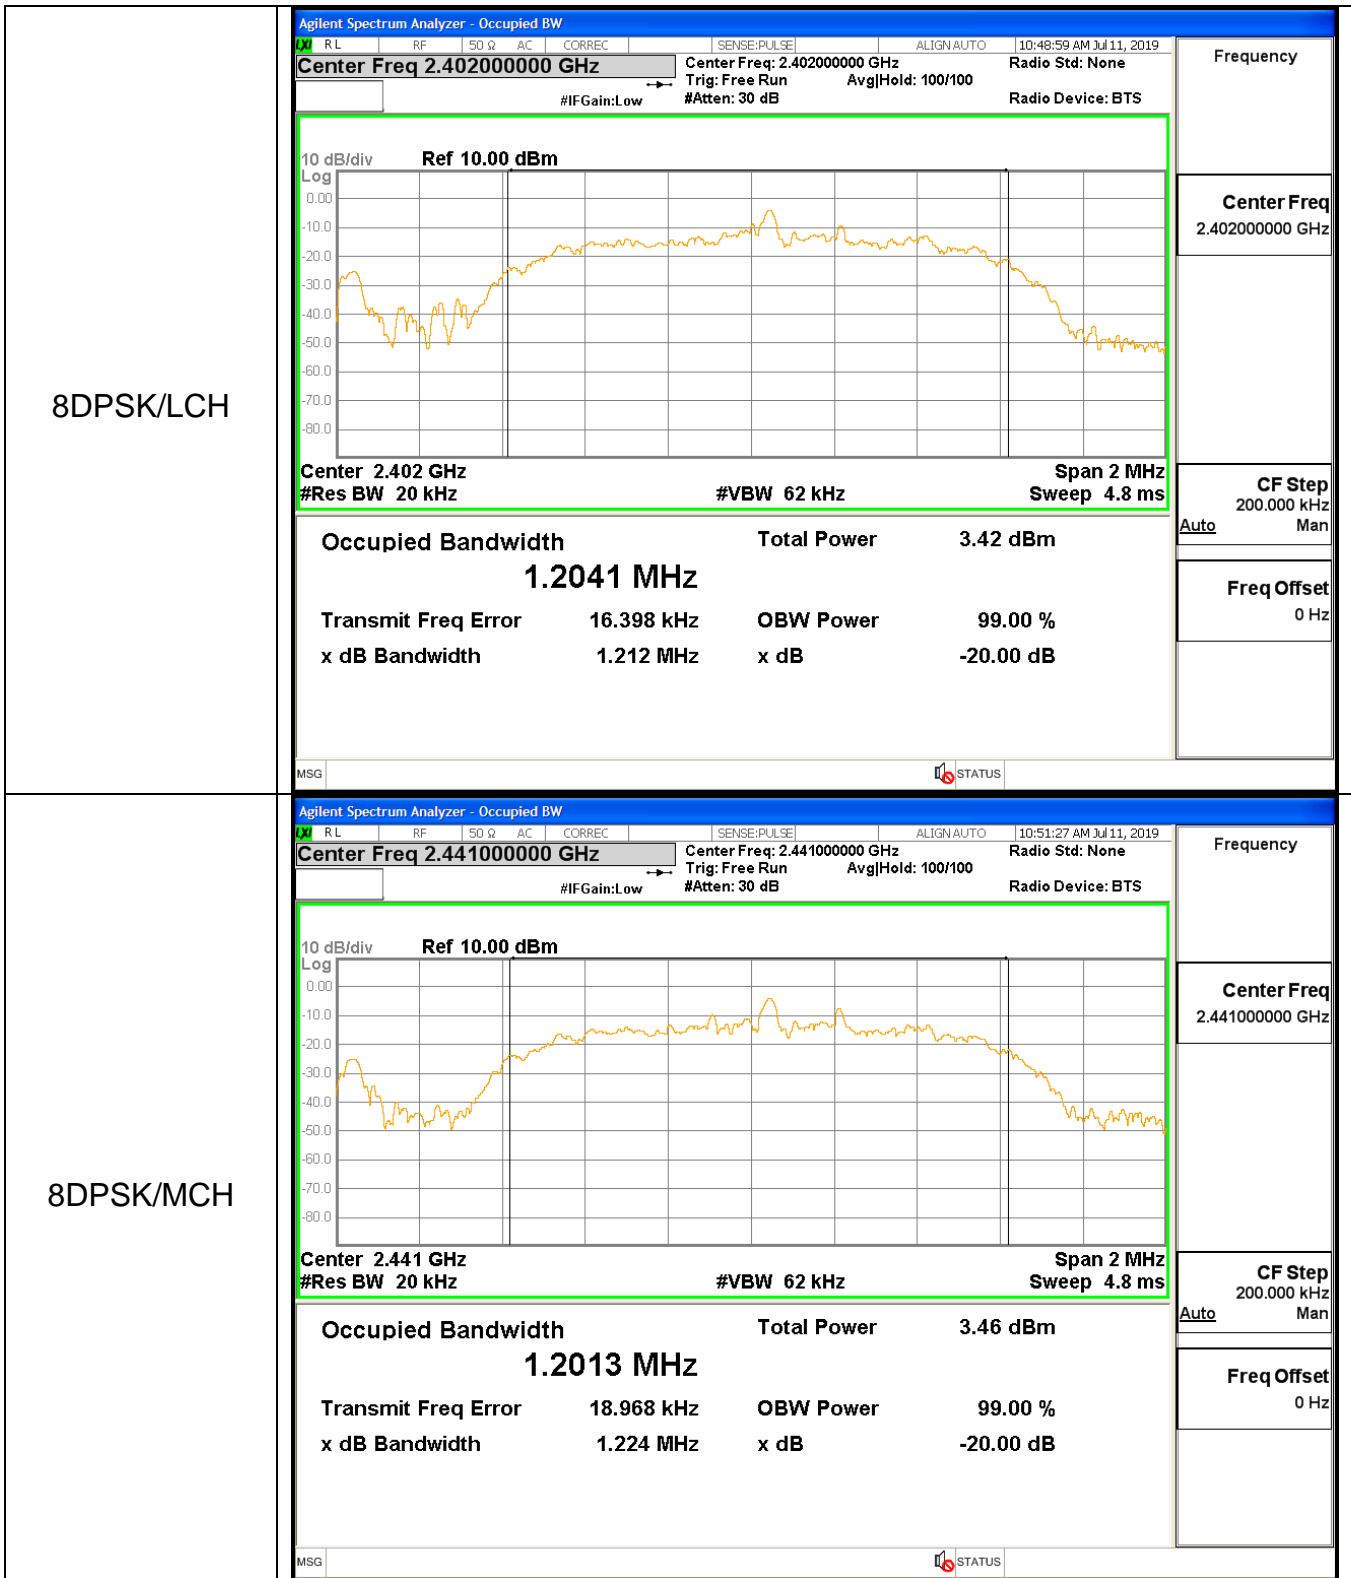 8DPSK/LCH
Agilent Spectrum Analyzer - Occupied BW
LXI RL RF 50 Ω AC CORREC SENSE:PULSE ALIGN AUTO 10:48:59 AM Jul 11, 2019
Center Freq 2.402000000 GHz
Center Freq: 2.402000000 GHz Radio Std: None
Trig: Free Run Avg|Hold: 100/100
#IFGain:Low #Atten: 30 dB Radio Device: BTS
10 dB/div Ref 10.00 dBm
Log
0.00
-10.0
-20.0
-30.0
-40.0
-50.0
-60.0
-70.0
-80.0
Center 2.402 GHz Span 2 MHz
#Res BW 20 kHz #VBW 62 kHz Sweep 4.8 ms
Occupied Bandwidth Total Power 3.42 dBm
1.2041 MHz
Transmit Freq Error 16.398 kHz OBW Power 99.00 %
x dB Bandwidth 1.212 MHz x dB -20.00 dB
MSG STATUS
Frequency
Center Freq
2.402000000 GHz
CF Step
200.000 kHz
Auto Man
Freq Offset
0 Hz
8DPSK/MCH
Agilent Spectrum Analyzer - Occupied BW
LXI RL RF 50 Ω AC CORREC SENSE:PULSE ALIGN AUTO 10:51:27 AM Jul 11, 2019
Center Freq 2.441000000 GHz
Center Freq: 2.441000000 GHz Radio Std: None
Trig: Free Run Avg|Hold: 100/100
#IFGain:Low #Atten: 30 dB Radio Device: BTS
10 dB/div Ref 10.00 dBm
Log
0.00
-10.0
-20.0
-30.0
-40.0
-50.0
-60.0
-70.0
-80.0
Center 2.441 GHz Span 2 MHz
#Res BW 20 kHz #VBW 62 kHz Sweep 4.8 ms
Occupied Bandwidth Total Power 3.46 dBm
1.2013 MHz
Transmit Freq Error 18.968 kHz OBW Power 99.00 %
x dB Bandwidth 1.224 MHz x dB -20.00 dB
MSG STATUS
Frequency
Center Freq
2.441000000 GHz
CF Step
200.000 kHz
Auto Man
Freq Offset
0 Hz